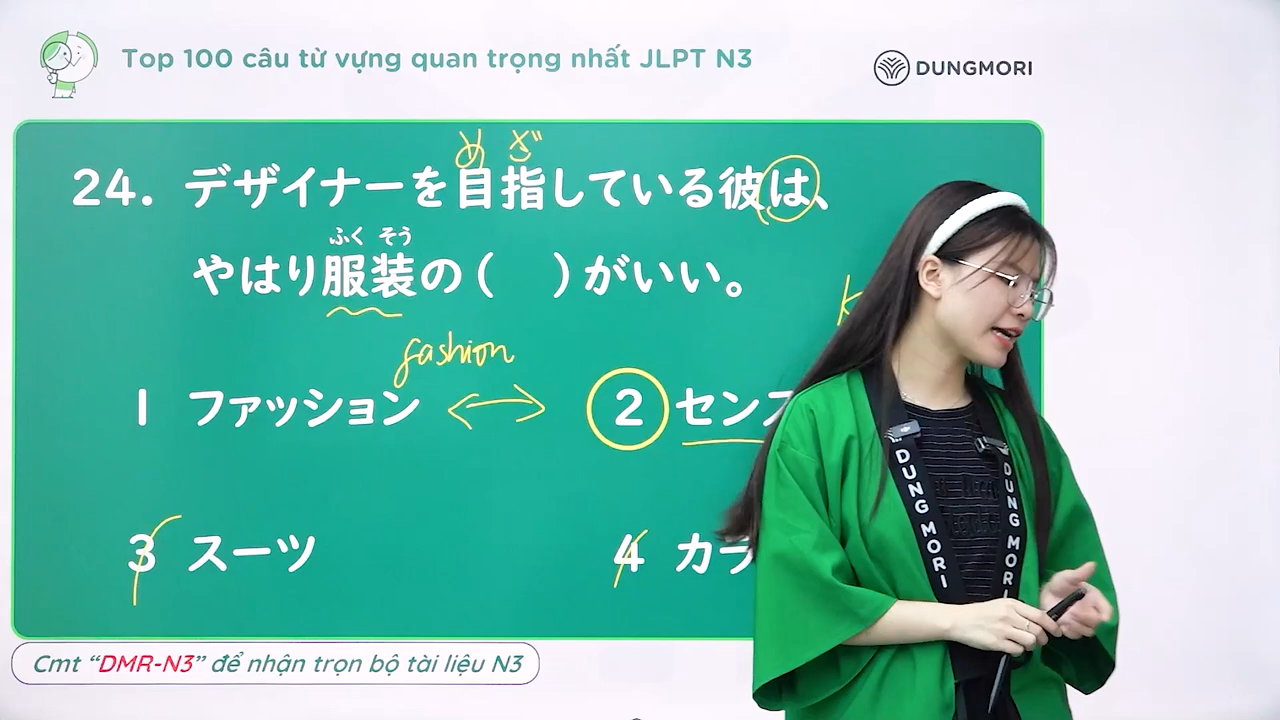 Top 100 câu từ vựng quan trọng nhất JLPT N3
DUNGMORI
めざ
24. デザイナーを目指している彼は、
ふくそう
やはり服装の( )がいい。
fashion
1 ファッション
2 セン
3 スーツ
4 カ
DUNG MORI
DUNG MORI
Cmt “DMR-N3” để nhận trọn bộ tài liệu N3